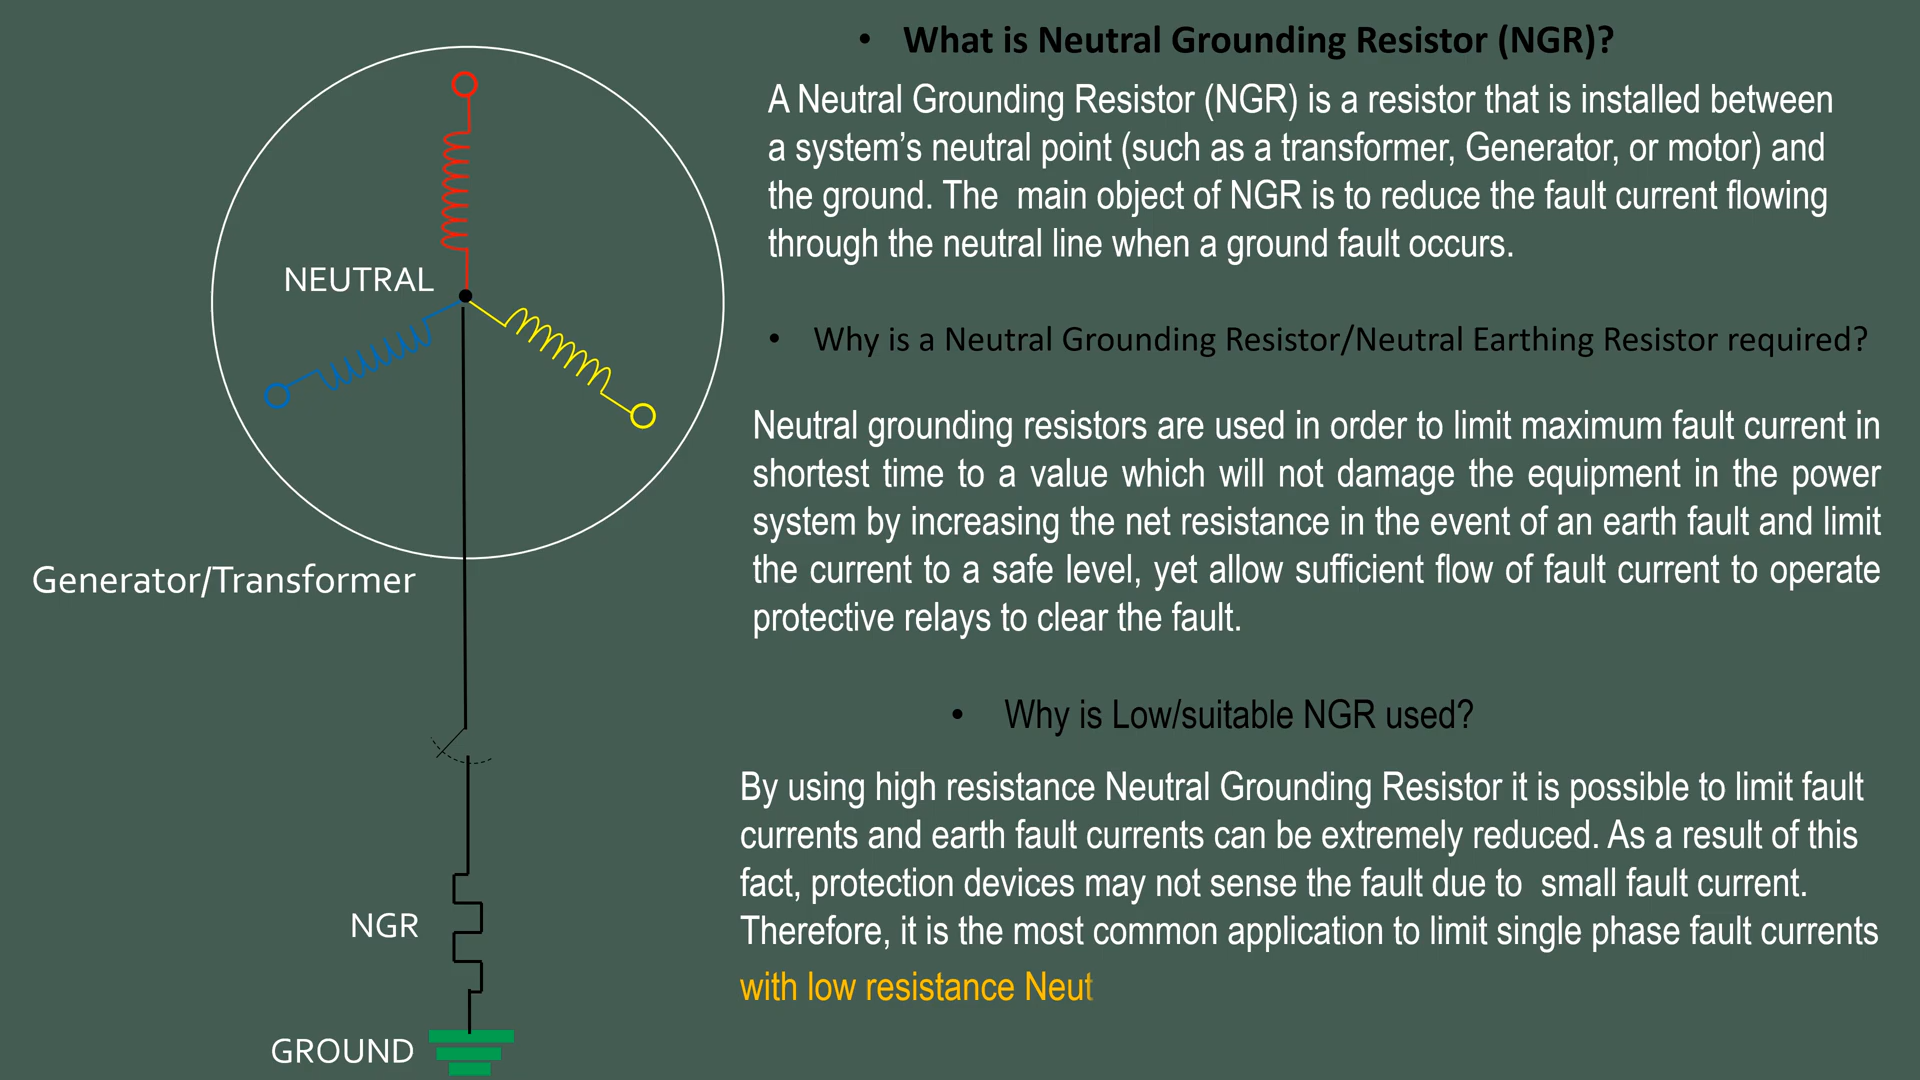 • What is Neutral Grounding Resistor (NGR)?
A Neutral Grounding Resistor (NGR) is a resistor that is installed between
a system’s neutral point (such as a transformer, Generator, or motor) and
the ground. The  main object of NGR is to reduce the fault current flowing
through the neutral line when a ground fault occurs.
• Why is a Neutral Grounding Resistor/Neutral Earthing Resistor required?
Neutral grounding resistors are used in order to limit maximum fault current in
shortest time to a value which will not damage the equipment in the power
system by increasing the net resistance in the event of an earth fault and limit
the current to a safe level, yet allow sufficient flow of fault current to operate
protective relays to clear the fault.
• Why is Low/suitable NGR used?
By using high resistance Neutral Grounding Resistor it is possible to limit fault
currents and earth fault currents can be extremely reduced. As a result of this
fact, protection devices may not sense the fault due to  small fault current.
Therefore, it is the most common application to limit single phase fault currents
with low resistance Neut
NEUTRAL
Generator/Transformer
NGR
GROUND